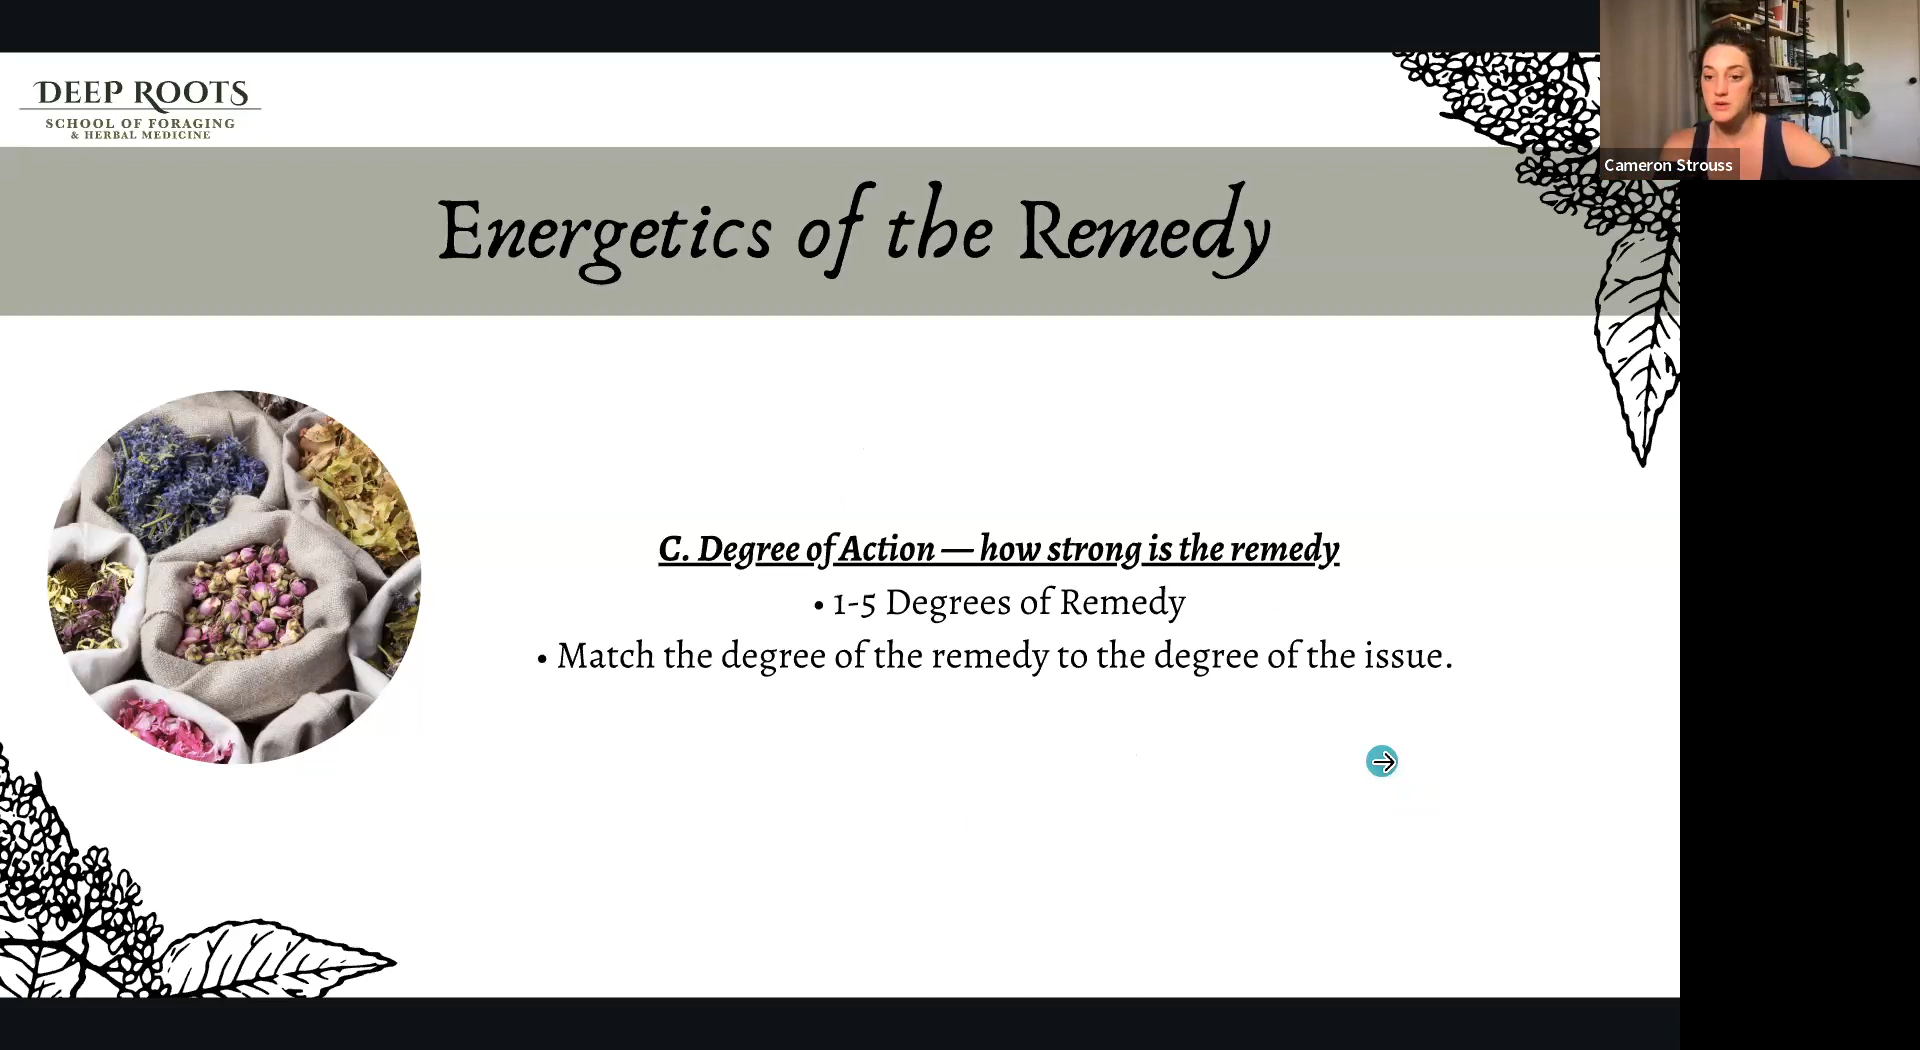 DEEP ROOTS
SCHOOL OF FORAGING
& HERBAL MEDICINE
Cameron Strouss
Energetics of the Remedy
C. Degree of Action — how strong is the remedy
• 1-5 Degrees of Remedy
• Match the degree of the remedy to the degree of the issue.